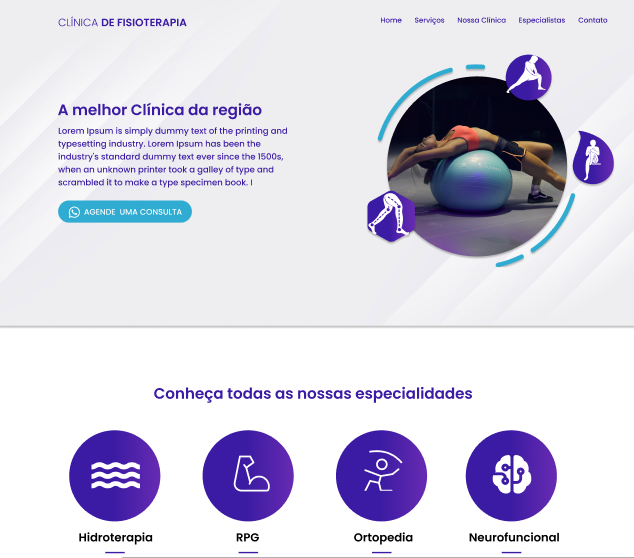 CLÍNICA DE FISIOTERAPIA
Home Serviços Nossa Clínica Especialistas Contato
A melhor Clínica da região
Lorem Ipsum is simply dummy text of the printing and
typesetting industry. Lorem Ipsum has been the
industry's standard dummy text ever since the 1500s,
when an unknown printer took a galley of type and
scrambled it to make a type specimen book. I
AGENDE UMA CONSULTA
Conheça todas as nossas especialidades
Hidroterapia RPG Ortopedia Neurofuncional